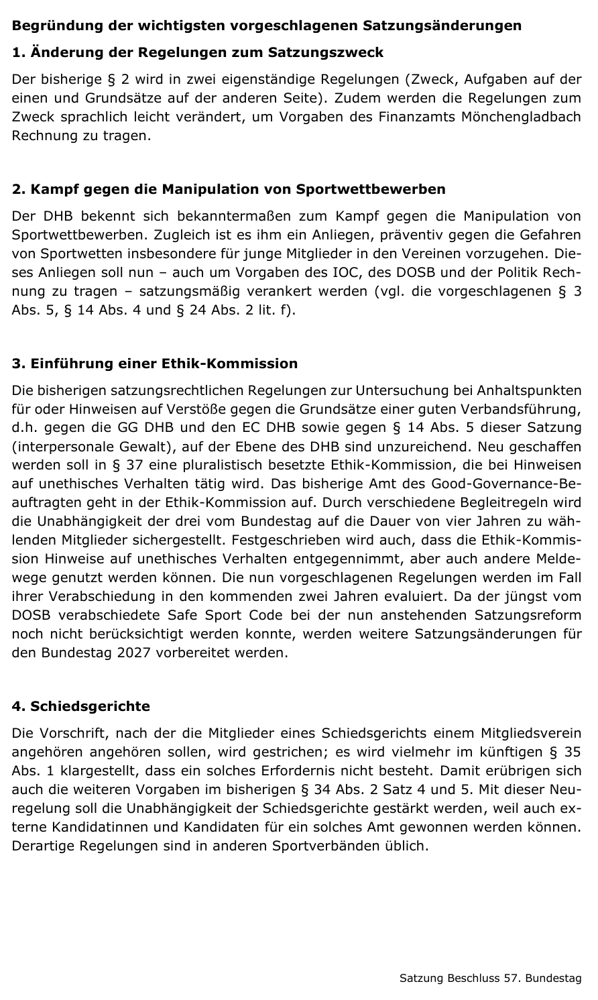 Begründung der wichtigsten vorgeschlagenen Satzungsänderungen
1. Änderung der Regelungen zum Satzungszweck
Der bisherige § 2 wird in zwei eigenständige Regelungen (Zweck, Aufgaben auf der
einen und Grundsätze auf der anderen Seite). Zudem werden die Regelungen zum
Zweck sprachlich leicht verändert, um Vorgaben des Finanzamts Mönchengladbach
Rechnung zu tragen.
2. Kampf gegen die Manipulation von Sportwettbewerben
Der DHB bekennt sich bekanntermaßen zum Kampf gegen die Manipulation von
Sportwettbewerben. Zugleich ist es ihm ein Anliegen, präventiv gegen die Gefahren
von Sportwetten insbesondere für junge Mitglieder in den Vereinen vorzugehen. Die-
ses Anliegen soll nun – auch um Vorgaben des IOC, des DOSB und der Politik Rech-
nung zu tragen – satzungsmäßig verankert werden (vgl. die vorgeschlagenen § 3
Abs. 5, § 14 Abs. 4 und § 24 Abs. 2 lit. f).
3. Einführung einer Ethik-Kommission
Die bisherigen satzungsrechtlichen Regelungen zur Untersuchung bei Anhaltspunkten
für oder Hinweisen auf Verstöße gegen die Grundsätze einer guten Verbandsführung,
d.h. gegen die GG DHB und den EC DHB sowie gegen § 14 Abs. 5 dieser Satzung
(interpersonale Gewalt), auf der Ebene des DHB sind unzureichend. Neu geschaffen
werden soll in § 37 eine pluralistisch besetzte Ethik-Kommission, die bei Hinweisen
auf unethisches Verhalten tätig wird. Das bisherige Amt des Good-Governance-Be-
auftragten geht in der Ethik-Kommission auf. Durch verschiedene Begleitregeln wird
die Unabhängigkeit der drei vom Bundestag auf die Dauer von vier Jahren zu wäh-
lenden Mitglieder sichergestellt. Festgeschrieben wird auch, dass die Ethik-Kommis-
sion Hinweise auf unethisches Verhalten entgegennimmt, aber auch andere Melde-
wege genutzt werden können. Die nun vorgeschlagenen Regelungen werden im Fall
ihrer Verabschiedung in den kommenden zwei Jahren evaluiert. Da der jüngst vom
DOSB verabschiedete Safe Sport Code bei der nun anstehenden Satzungsreform
noch nicht berücksichtigt werden konnte, werden weitere Satzungsänderungen für
den Bundestag 2027 vorbereitet werden.
4. Schiedsgerichte
Die Vorschrift, nach der die Mitglieder eines Schiedsgerichts einem Mitgliedsverein
angehören angehören sollen, wird gestrichen; es wird vielmehr im künftigen § 35
Abs. 1 klargestellt, dass ein solches Erfordernis nicht besteht. Damit erübrigen sich
auch die weiteren Vorgaben im bisherigen § 34 Abs. 2 Satz 4 und 5. Mit dieser Neu-
regelung soll die Unabhängigkeit der Schiedsgerichte gestärkt werden, weil auch ex-
terne Kandidatinnen und Kandidaten für ein solches Amt gewonnen werden können.
Derartige Regelungen sind in anderen Sportverbänden üblich.
Satzung Beschluss 57. Bundestag